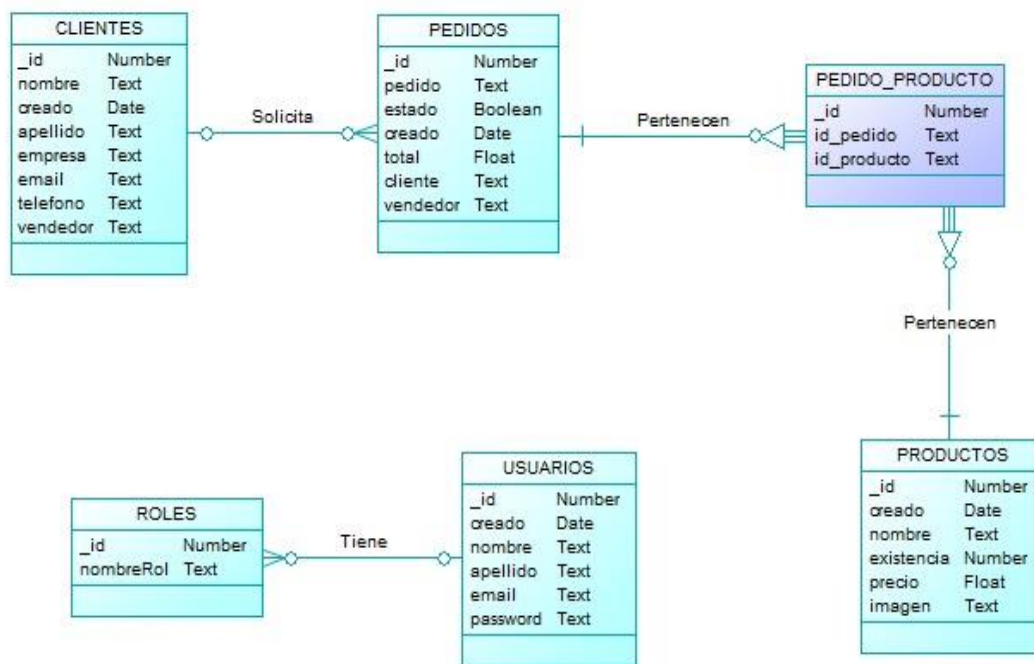 CLIENTES
_id Number
nombre Text
creado Date
apellido Text
empresa Text
email Text
telefono Text
vendedor Text
Solicita
PEDIDOS
_id Number
pedido Text
estado Boolean
creado Date
total Float
cliente Text
vendedor Text
Pertenecen
PEDIDO_PRODUCTO
_id Number
id_pedido Text
id_producto Text
Pertenecen
ROLES
_id Number
nombreRol Text
Tiene
USUARIOS
_id Number
creado Date
nombre Text
apellido Text
email Text
password Text
PRODUCTOS
_id Number
creado Date
nombre Text
existencia Number
precio Float
imagen Text